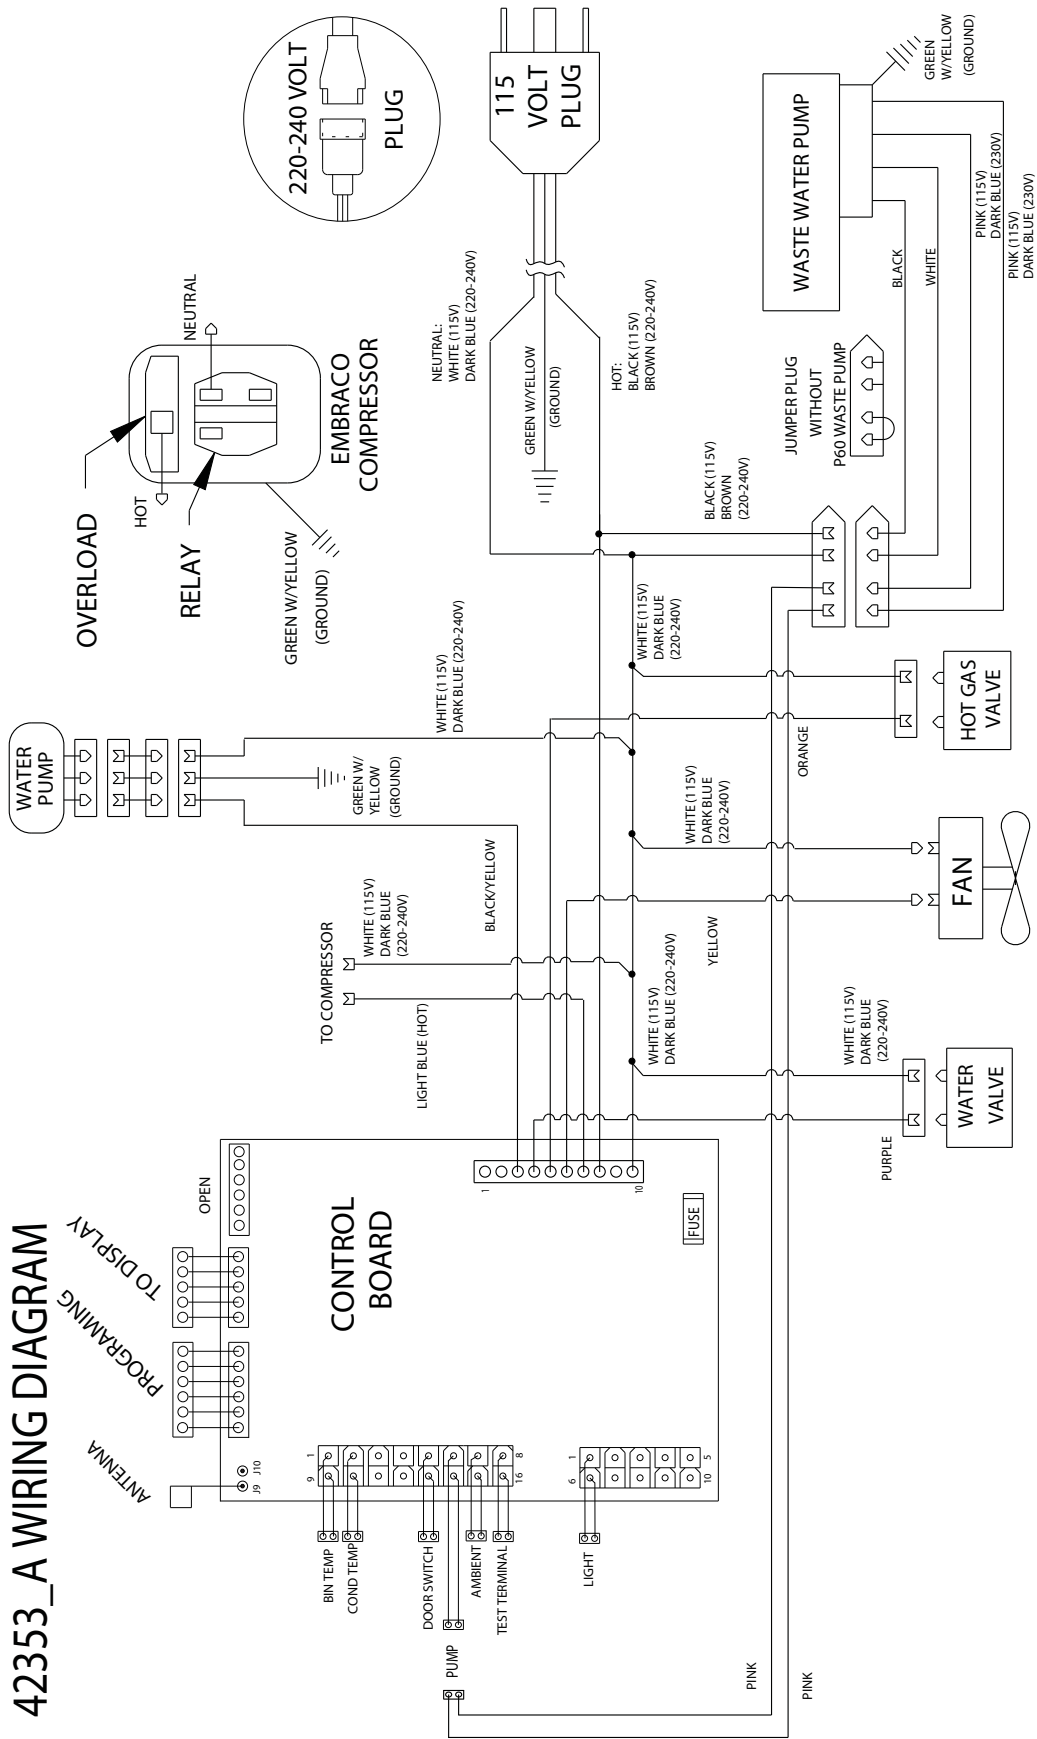 42353_A WIRING DIAGRAM
ANTENNA
PROGRAMING
TO DISPLAY
OPEN
J9
J10
CONTROL
BOARD
FUSE
1
10
9
1
16
8
6
1
10
5
BIN TEMP
COND TEMP
DOOR SWITCH
PUMP
AMBIENT
TEST TERMINAL
LIGHT
PINK
PINK
WATER
PUMP
WHITE (115V)
DARK BLUE (220-240V)
GREEN W/
YELLOW
(GROUND)
BLACK/YELLOW
TO COMPRESSOR
WHITE (115V)
DARK BLUE
(220-240V)
LIGHT BLUE (HOT)
OVERLOAD
HOT
RELAY
NEUTRAL
EMBRACO
COMPRESSOR
GREEN W/YELLOW
(GROUND)
220-240 VOLT
PLUG
115
VOLT
PLUG
NEUTRAL:
WHITE (115V)
DARK BLUE (220-240V)
GREEN W/YELLOW
(GROUND)
HOT:
BLACK (115V)
BROWN (220-240V)
BLACK (115V)
BROWN
(220-240V)
WHITE (115V)
DARK BLUE
(220-240V)
WHITE (115V)
DARK BLUE
(220-240V)
WHITE (115V)
DARK BLUE (220-240V)
WHITE (115V)
DARK BLUE
(220-240V)
ORANGE
YELLOW
PURPLE
HOT GAS
VALVE
FAN
WATER
VALVE
JUMPER PLUG
WITHOUT
P60 WASTE PUMP
WASTE WATER PUMP
GREEN
W/YELLOW
(GROUND)
BLACK
WHITE
PINK (115V)
DARK BLUE (230V)
PINK (115V)
DARK BLUE (230V)